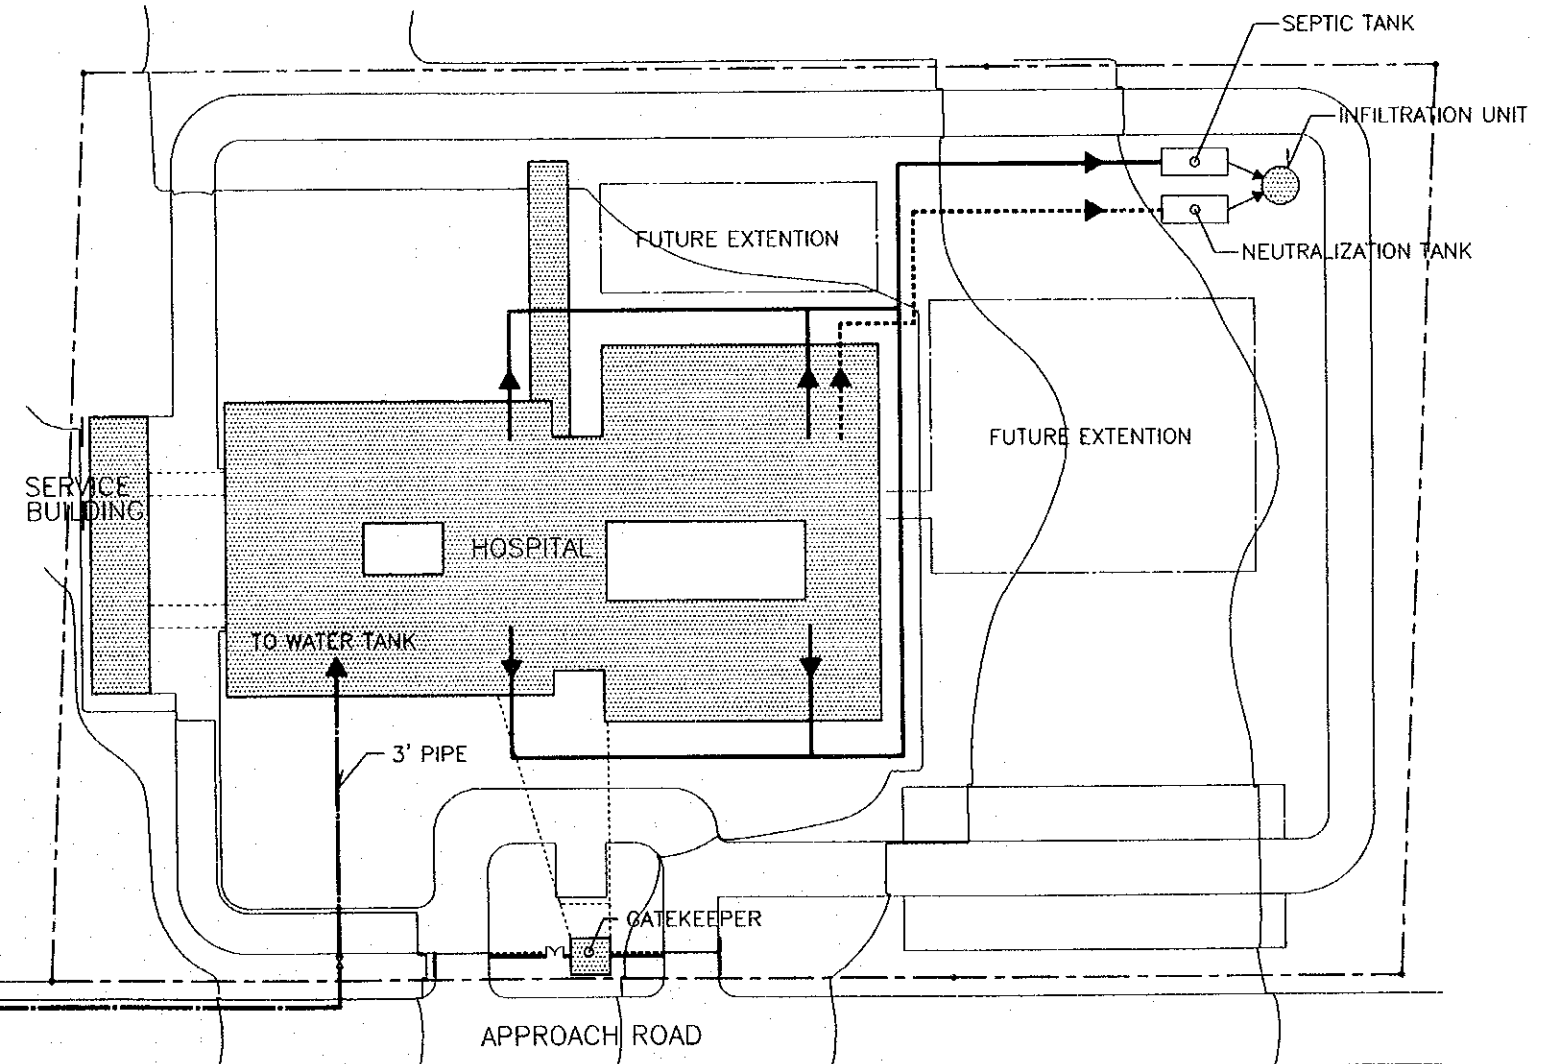 SEPTIC TANK
INFILTRATION UNIT
FUTURE EXTENTION
NEUTRALIZATION TANK
FUTURE EXTENTION
SERVICE
BUILDING
HOSPITAL
TO WATER TANK
3' PIPE
GATEKEEPER
APPROACH ROAD